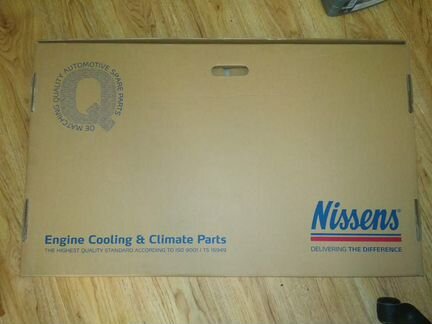 OE MATCHING QUALITY AUTOMOTIVE SPARE PARTS
Q
Nissens®
DELIVERING THE DIFFERENCE
Engine Cooling & Climate Parts
THE HIGHEST QUALITY STANDARD ACCORDING TO ISO 9001 / TS 16949